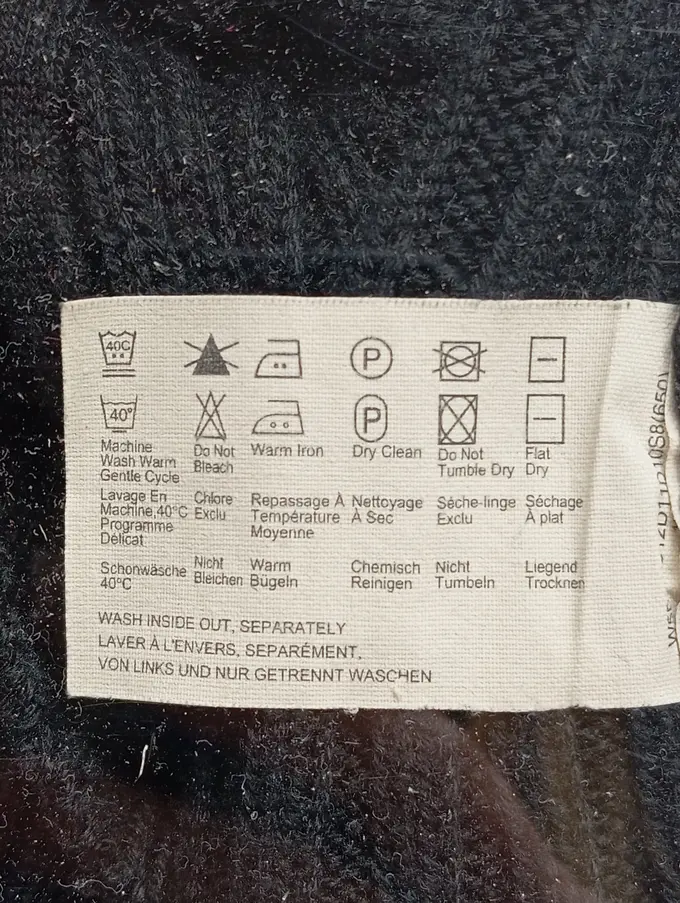 40C
P
40°
P
Machine
Wash Warm
Gentle Cycle
Do Not
Bleach
Warm Iron
Dry Clean
Do Not
Tumble Dry
Flat
Dry
Lavage En
Machine,40°C
Programme
Délicat
Chlore
Exclu
Repassage À
Température
Moyenne
Nettoyage
À Sec
Séche-linge
Exclu
Séchage
À plat
Schonwäsche
40°C
Nicht
Bleichen
Warm
Bügeln
Chemisch
Reinigen
Nicht
Tumbeln
Liegend
Trocknen
WASH INSIDE OUT, SEPARATELY
LAVER À L'ENVERS, SEPARÉMENT,
VON LINKS UND NUR GETRENNT WASCHEN